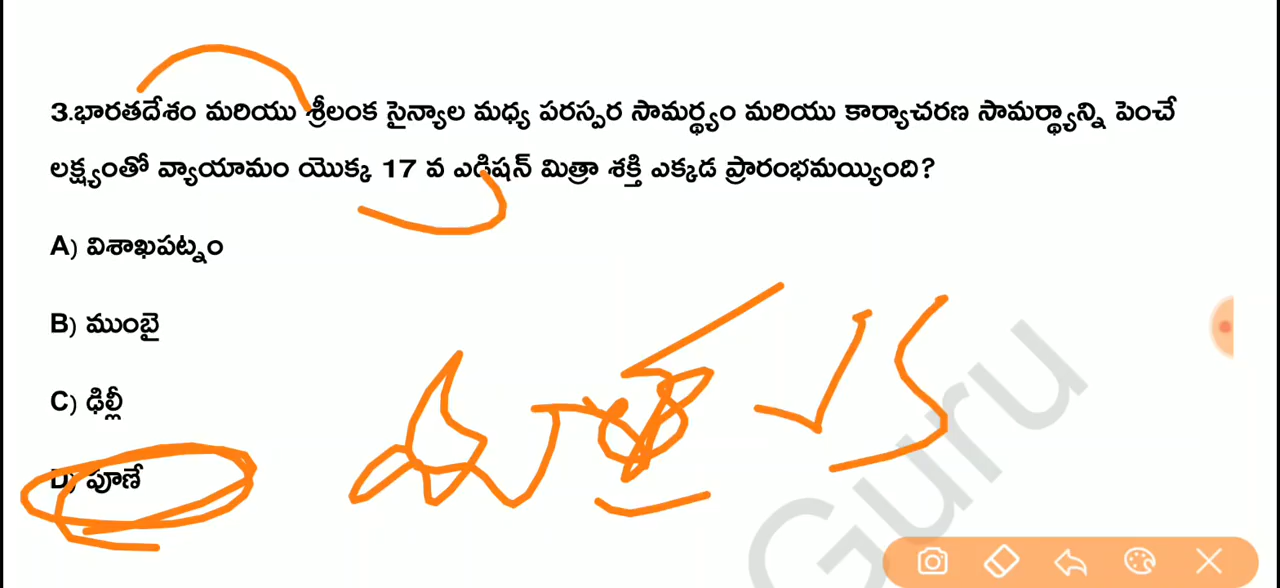 3.భారతదేశం మరియు శ్రీలంక సైన్యాల మధ్య పరస్పర సామర్థ్యం మరియు కార్యాచరణ సామర్థ్యాన్ని పెంచే
లక్ష్యంతో వ్యాయామం యొక్క 17 వ ఎడిషన్ మిత్రా శక్తి ఎక్కడ ప్రారంభమయ్యింది?
A) విశాఖపట్నం
B) ముంబై
C) ఢిల్లీ
D) పూణే
Guru